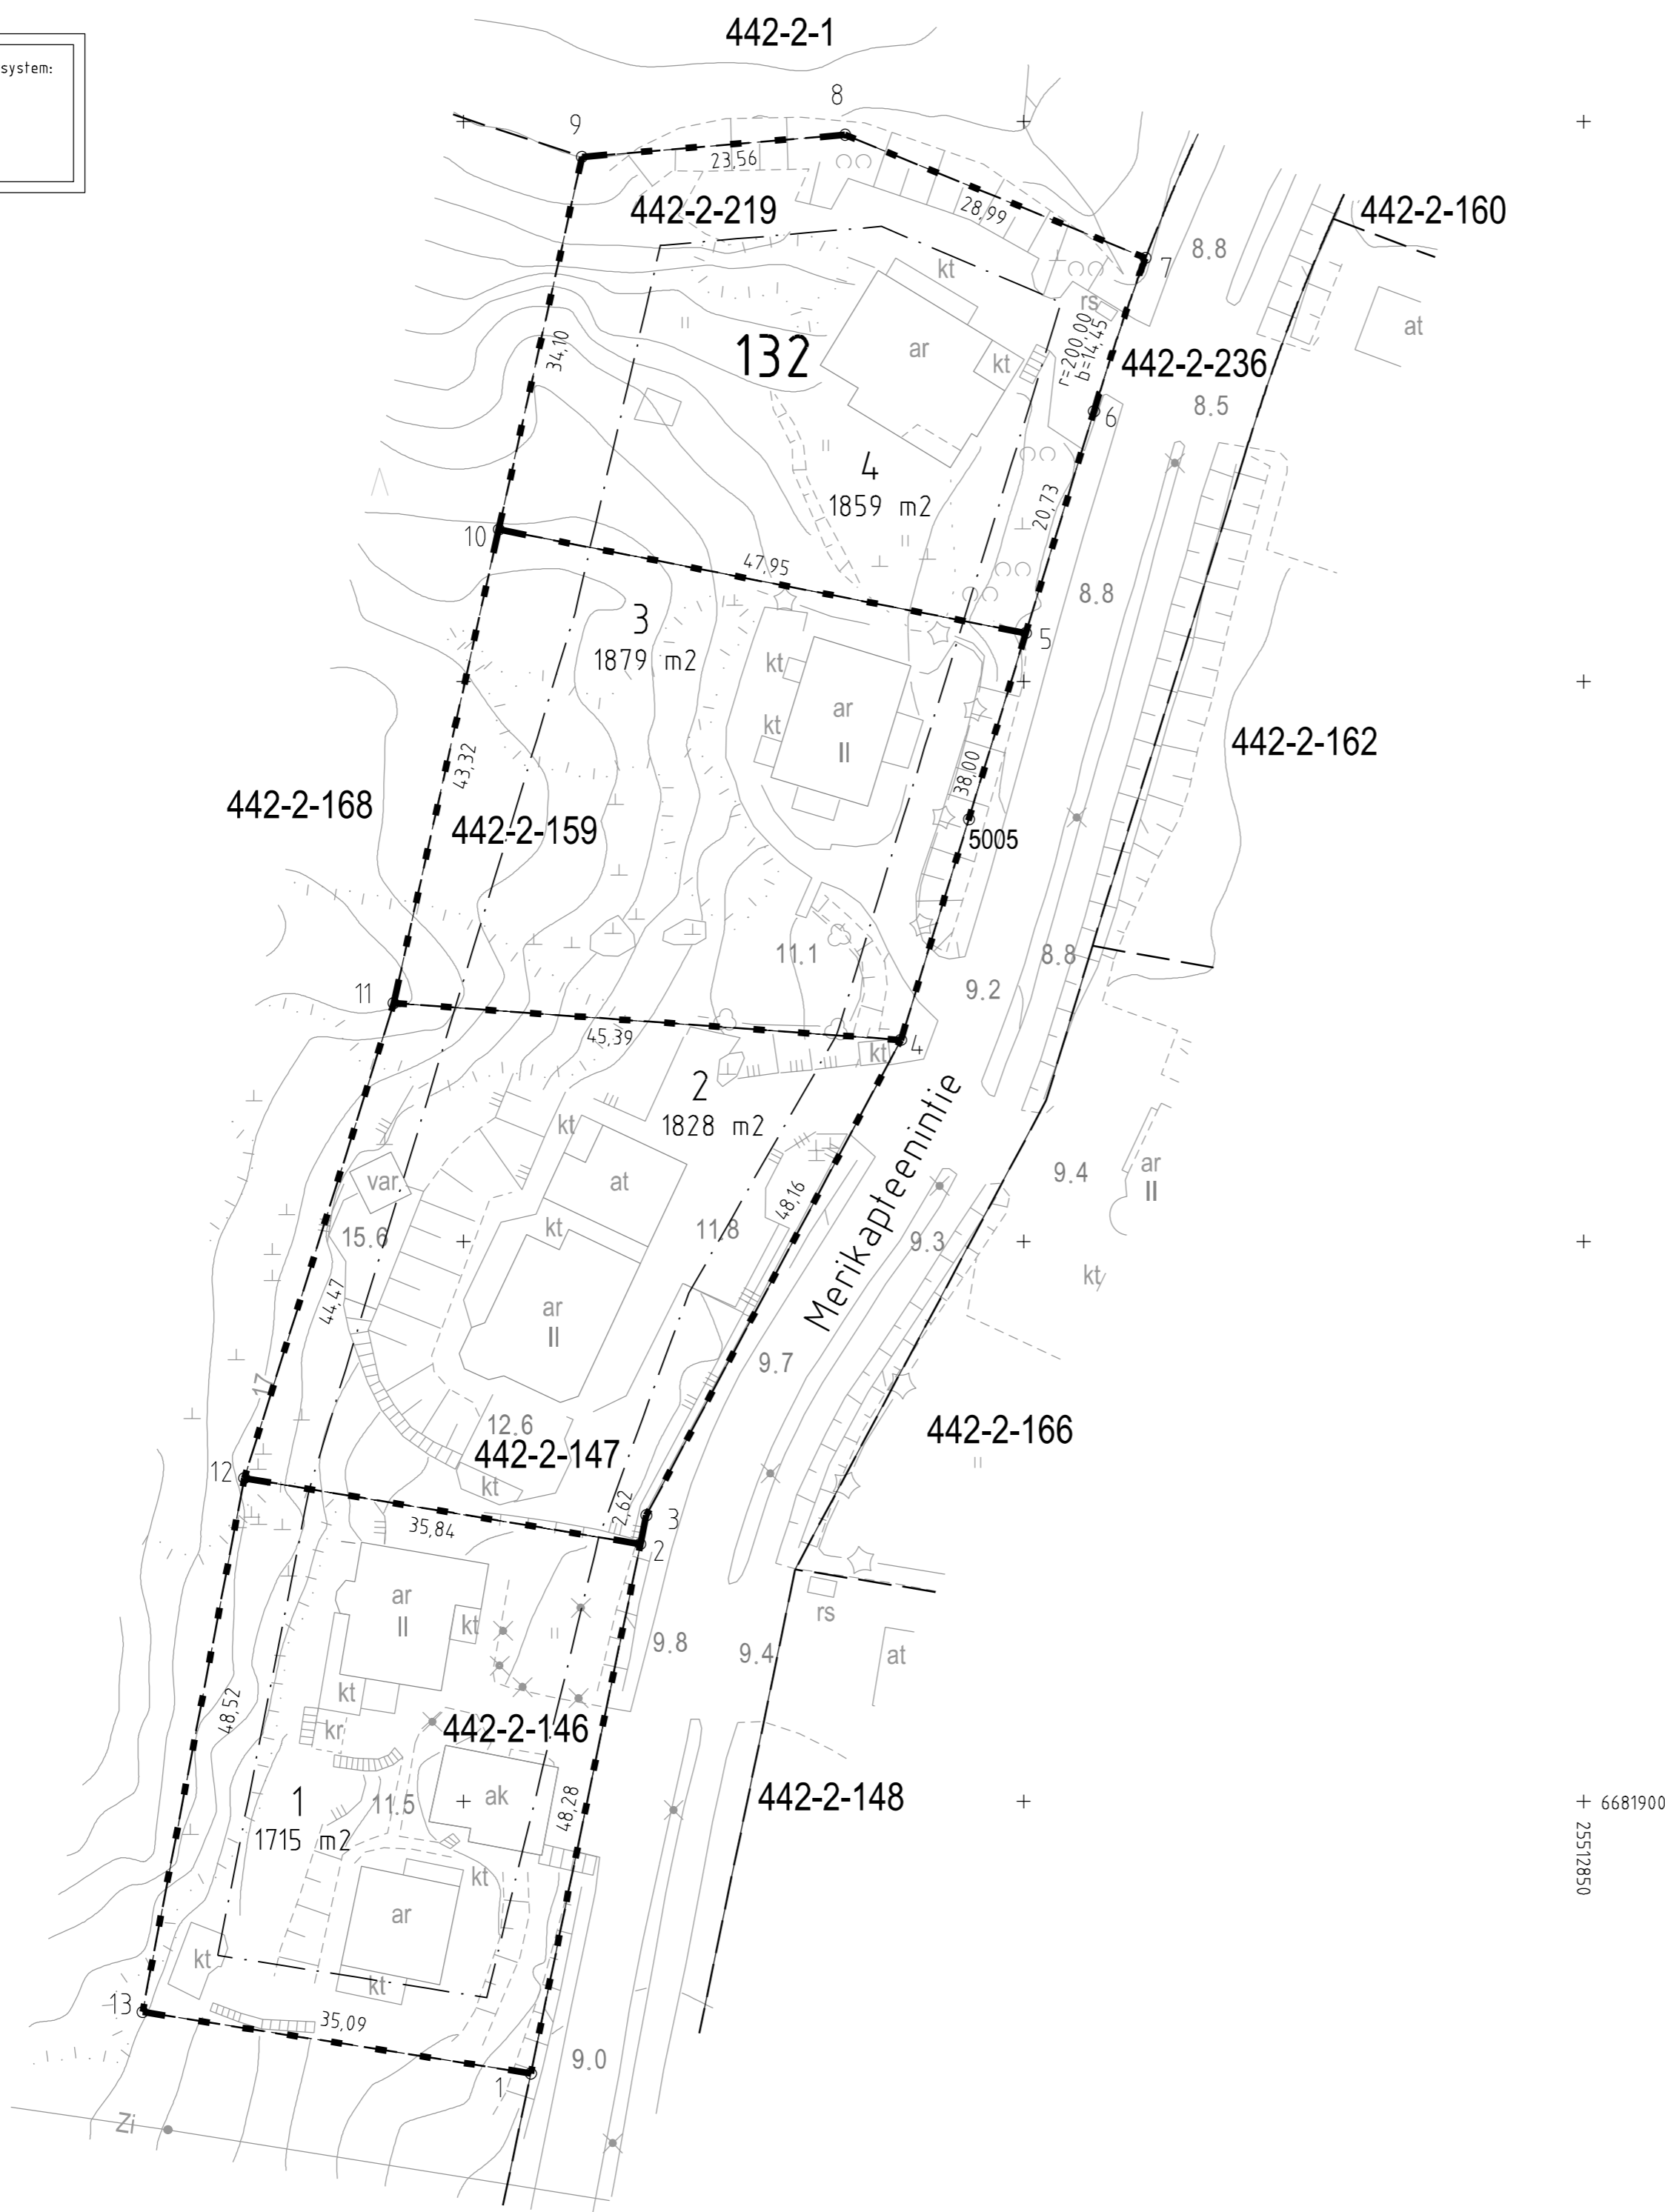 442-2-1
system:
8
9
23,56
442-2-219
28,99
442-2-160
7
8.8
kt
rs
at
34,10
132
ar
kt
r=200,00
b=14,45
442-2-236
6
8.5
4
1859 m2
20,73
10
47,95
8.8
3
1879 m2
5
kt
ar
II
kt
43,32
38,00
442-2-162
442-2-168
442-2-159
5005
11.1
8.8
9.2
11
45,39
4
kt
2
1828 m2
Merikapteenintie
kt
at
var
48,16
9.4
ar
II
15.6
kt
11.8
9.3
kt
44,47
ar
II
9.7
17
12.6
442-2-166
442-2-147
12
kt
2,62
3
35,84
2
ar
II
kt
rs
9.8
9.4
at
48,52
kt
kr
442-2-146
1
11.5
ak
48,28
442-2-148
6681900
25512850
1715 m2
kt
ar
kt
kt
13
35,09
9.0
1
Zi